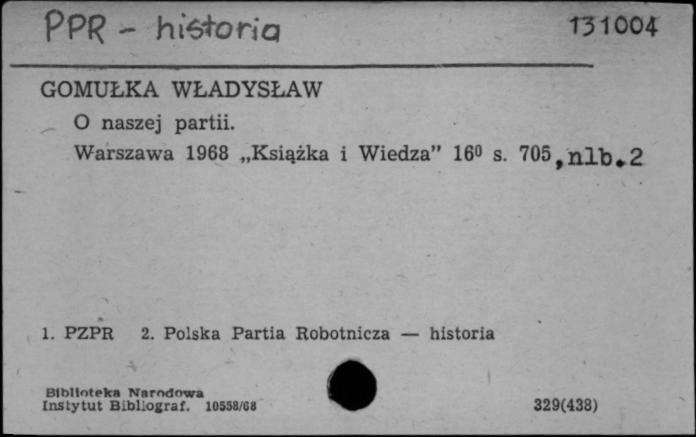 PPR - historia 131004
GOMUŁKA WŁADYSŁAW
O naszej partii.
Warszawa 1968 „Książka i Wiedza” 16⁰ s. 705, nlb. 2
1. PZPR 2. Polska Partia Robotnicza — historia
Biblioteka Narodowa
Instytut Bibliograf. 10558/68 329(438)